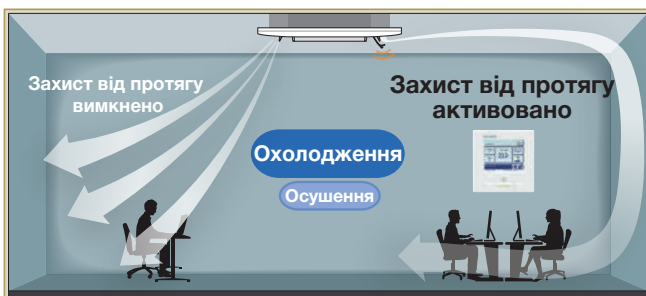 Захист від протягу
вимкнено
Захист від протягу
активовано
Охолодження
Осушення